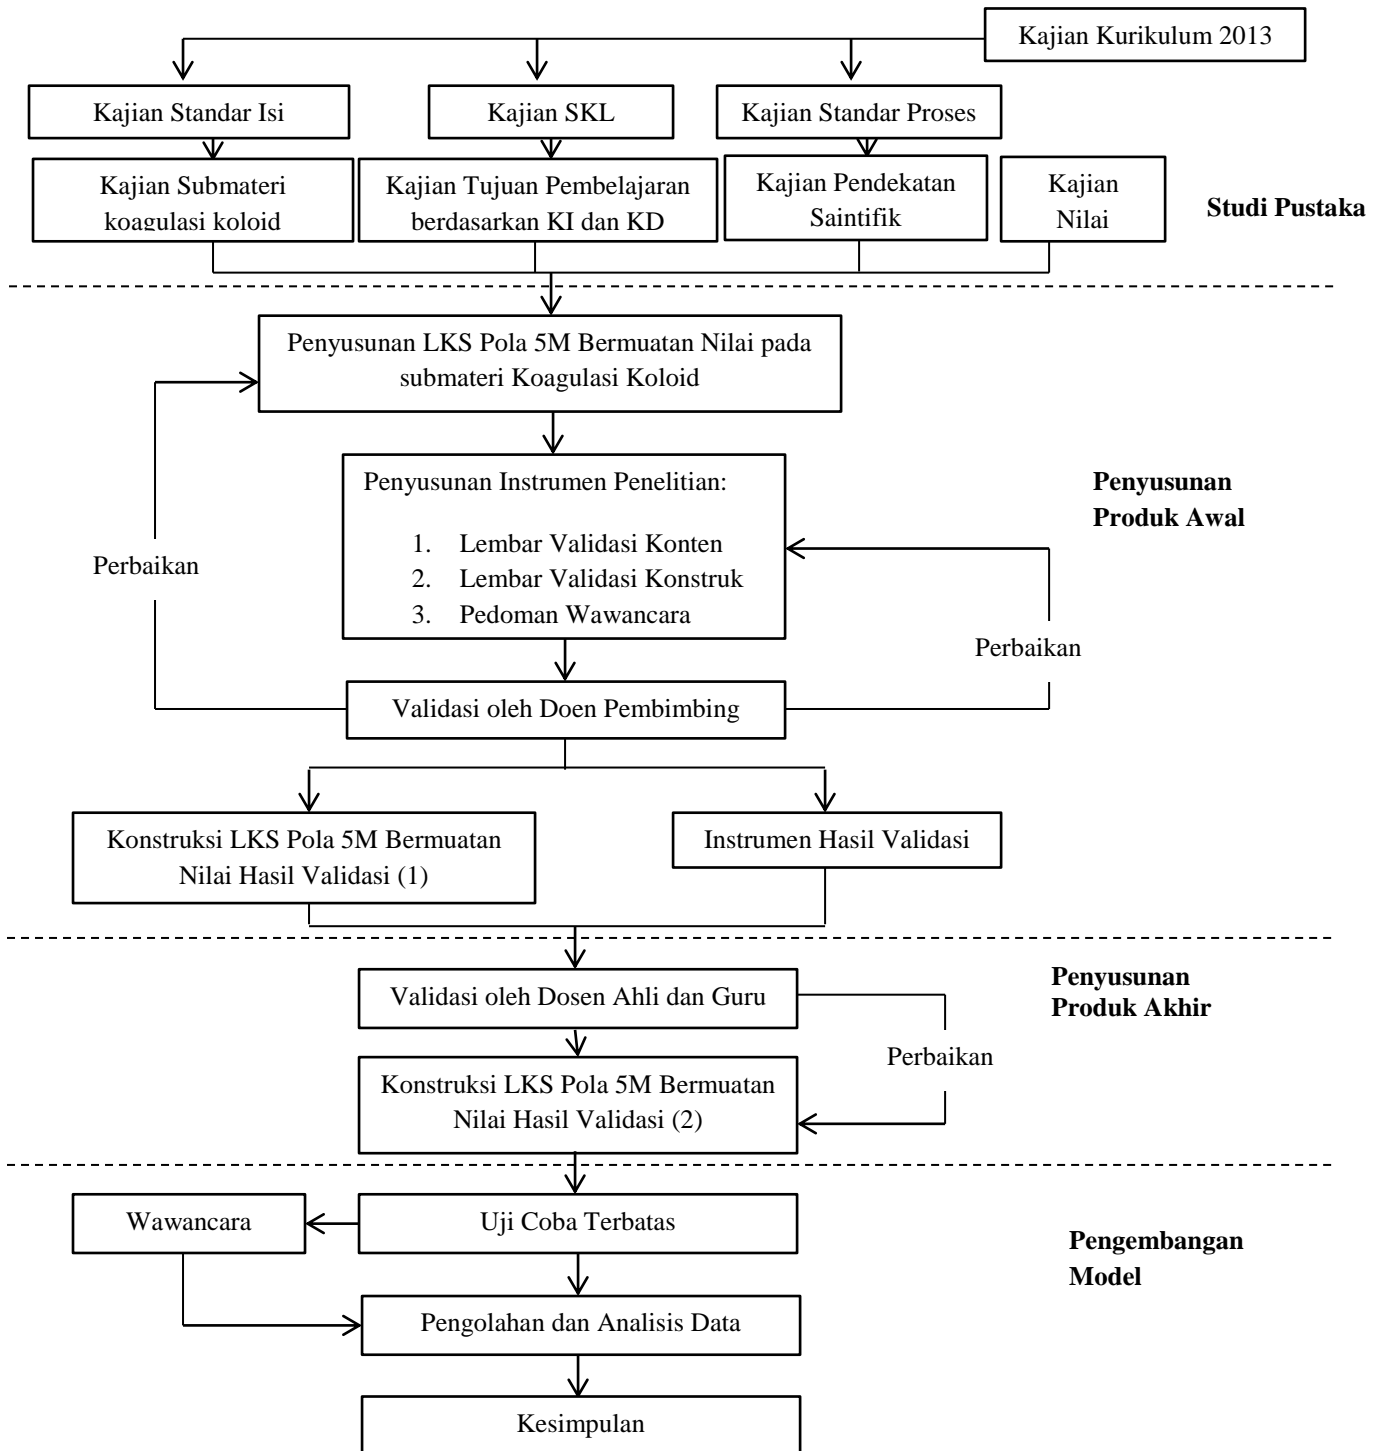 Kajian Kurikulum 2013
Kajian Standar Isi
Kajian SKL
Kajian Standar Proses
Kajian Submateri
koagulasi koloid
Kajian Tujuan Pembelajaran
berdasarkan KI dan KD
Kajian Pendekatan
Saintifik
Kajian
Nilai
Studi Pustaka
Penyusunan LKS Pola 5M Bermuatan Nilai pada
submateri Koagulasi Koloid
Penyusunan Instrumen Penelitian:
1. Lembar Validasi Konten
2. Lembar Validasi Konstruk
3. Pedoman Wawancara
Penyusunan
Produk Awal
Perbaikan
Perbaikan
Validasi oleh Doen Pembimbing
Konstruksi LKS Pola 5M Bermuatan
Nilai Hasil Validasi (1)
Instrumen Hasil Validasi
Validasi oleh Dosen Ahli dan Guru
Penyusunan
Produk Akhir
Perbaikan
Konstruksi LKS Pola 5M Bermuatan
Nilai Hasil Validasi (2)
Wawancara
Uji Coba Terbatas
Pengembangan
Model
Pengolahan dan Analisis Data
Kesimpulan